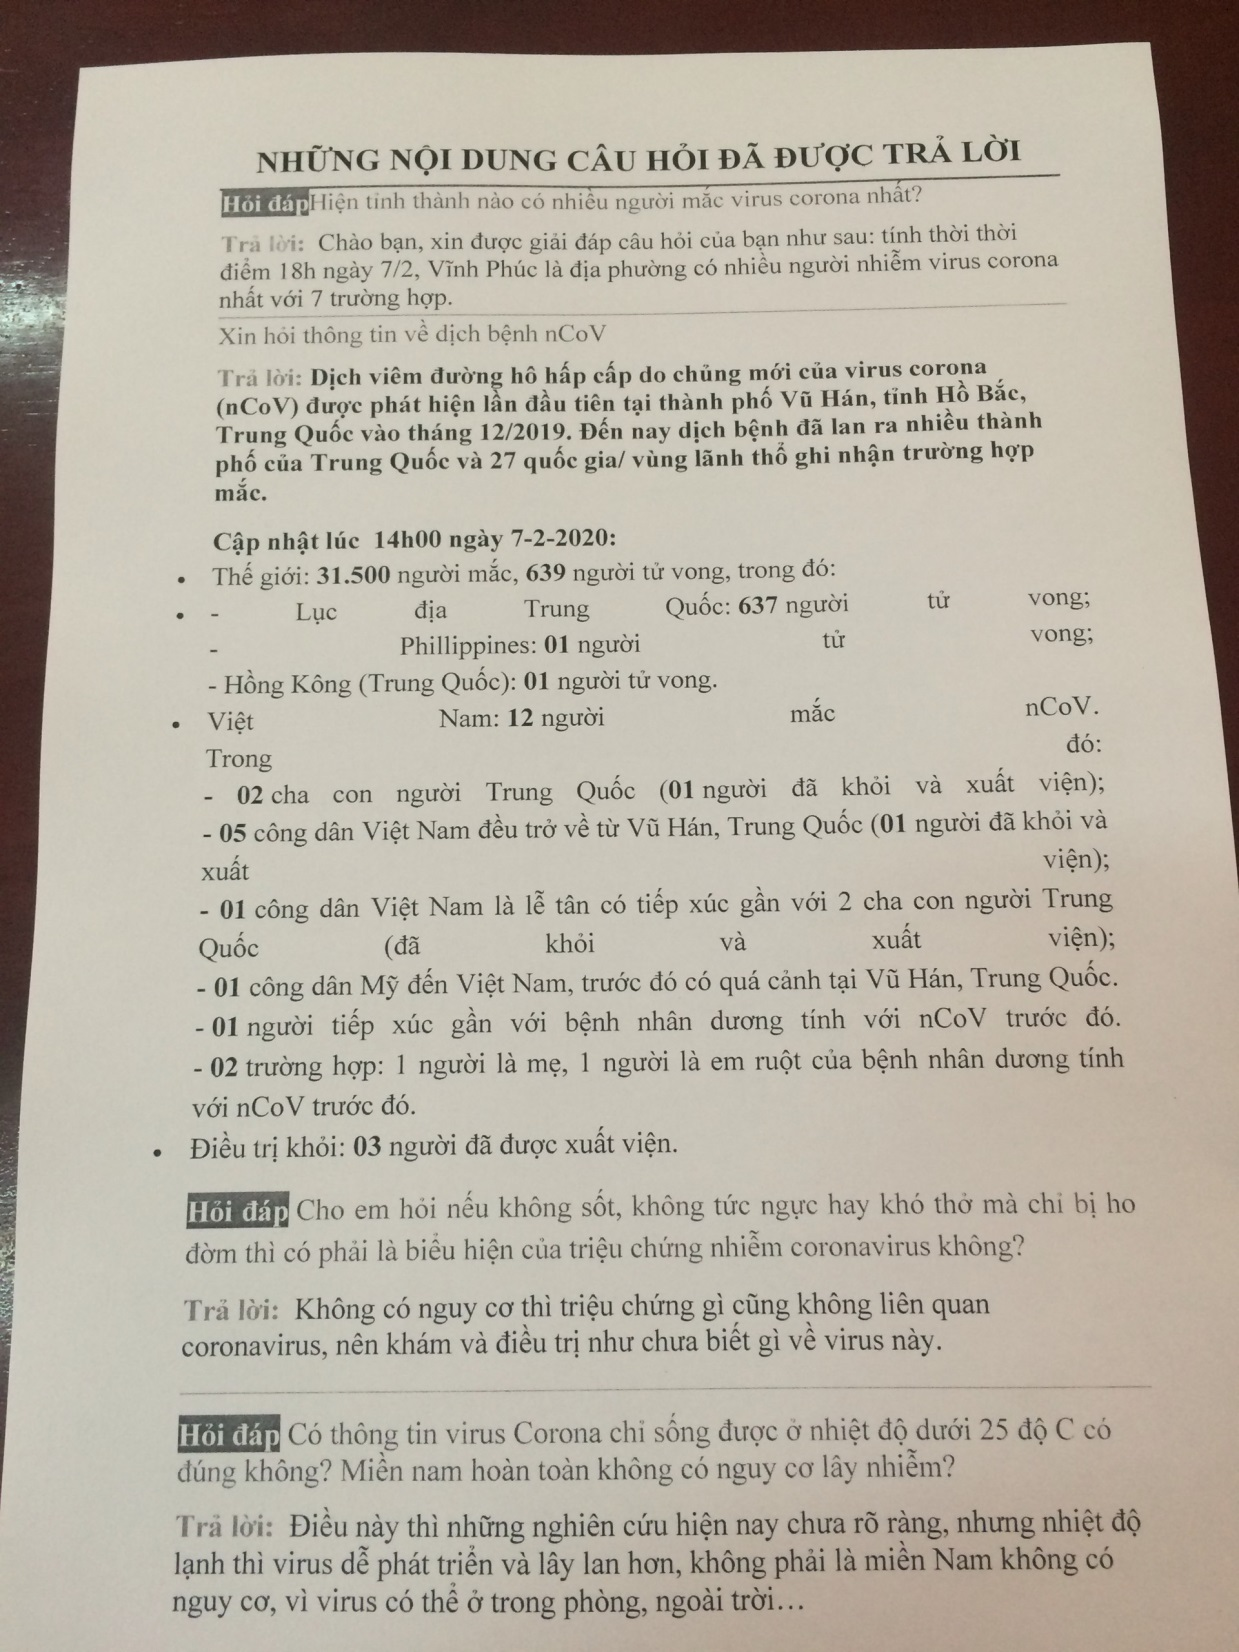 NHỮNG NỘI DUNG CÂU HỎI ĐÃ ĐƯỢC TRẢ LỜI
Hỏi đáp Hiện tỉnh thành nào có nhiều người mắc virus corona nhất?
Trả lời: Chào bạn, xin được giải đáp câu hỏi của bạn như sau: tính thời thời
điểm 18h ngày 7/2, Vĩnh Phúc là địa phường có nhiều người nhiễm virus corona
nhất với 7 trường hợp.
Xin hỏi thông tin về dịch bệnh nCoV
Trả lời: Dịch viêm đường hô hấp cấp do chủng mới của virus corona
(nCoV) được phát hiện lần đầu tiên tại thành phố Vũ Hán, tỉnh Hồ Bắc,
Trung Quốc vào tháng 12/2019. Đến nay dịch bệnh đã lan ra nhiều thành
phố của Trung Quốc và 27 quốc gia/ vùng lãnh thổ ghi nhận trường hợp
mắc.
Cập nhật lúc 14h00 ngày 7-2-2020:
• Thế giới: 31.500 người mắc, 639 người tử vong, trong đó:
• - Lục địa Trung Quốc: 637 người tử vong;
- Phillippines: 01 người tử vong;
- Hồng Kông (Trung Quốc): 01 người tử vong.
• Việt Nam: 12 người mắc nCoV.
Trong đó:
- 02 cha con người Trung Quốc (01 người đã khỏi và xuất viện);
- 05 công dân Việt Nam đều trở về từ Vũ Hán, Trung Quốc (01 người đã khỏi và
xuất viện);
- 01 công dân Việt Nam là lễ tân có tiếp xúc gần với 2 cha con người Trung
Quốc (đã khỏi và xuất viện);
- 01 công dân Mỹ đến Việt Nam, trước đó có quá cảnh tại Vũ Hán, Trung Quốc.
- 01 người tiếp xúc gần với bệnh nhân dương tính với nCoV trước đó.
- 02 trường hợp: 1 người là mẹ, 1 người là em ruột của bệnh nhân dương tính
với nCoV trước đó.
• Điều trị khỏi: 03 người đã được xuất viện.
Hỏi đáp Cho em hỏi nếu không sốt, không tức ngực hay khó thở mà chỉ bị ho
đờm thì có phải là biểu hiện của triệu chứng nhiễm coronavirus không?
Trả lời: Không có nguy cơ thì triệu chứng gì cũng không liên quan
coronavirus, nên khám và điều trị như chưa biết gì về virus này.
Hỏi đáp Có thông tin virus Corona chỉ sống được ở nhiệt độ dưới 25 độ C có
đúng không? Miền nam hoàn toàn không có nguy cơ lây nhiễm?
Trả lời: Điều này thì những nghiên cứu hiện nay chưa rõ ràng, nhưng nhiệt độ
lạnh thì virus dễ phát triển và lây lan hơn, không phải là miền Nam không có
nguy cơ, vì virus có thể ở trong phòng, ngoài trời...